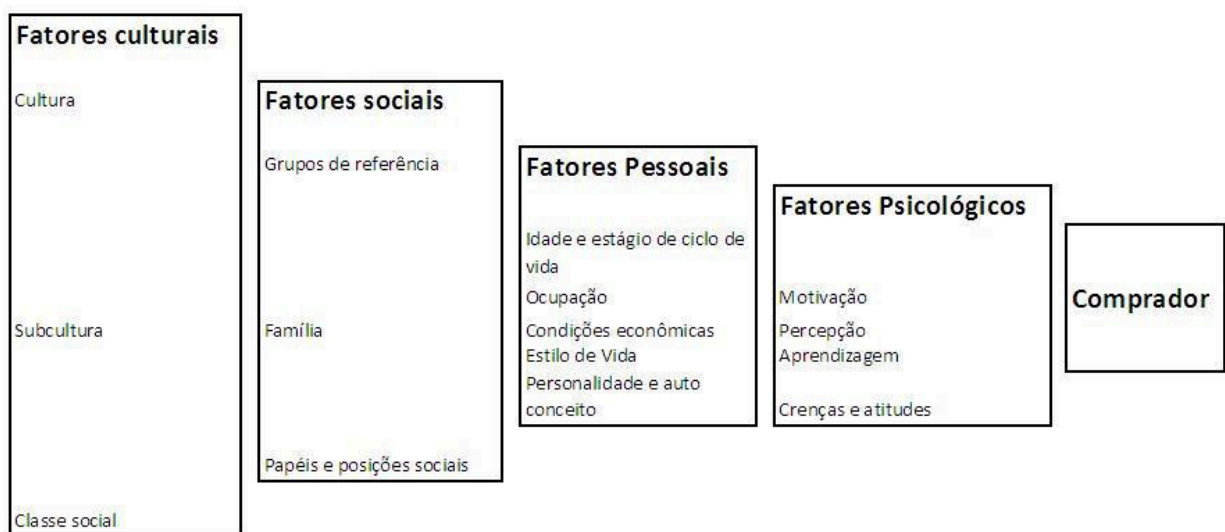 Fatores culturais
Cultura
Subcultura
Classe social
Fatores sociais
Grupos de referência
Família
Papéis e posições sociais
Fatores Pessoais
Idade e estágio de ciclo de
vida
Ocupação
Condições econômicas
Estilo de Vida
Personalidade e auto
conceito
Fatores Psicológicos
Motivação
Percepção
Aprendizagem
Crenças e atitudes
Comprador